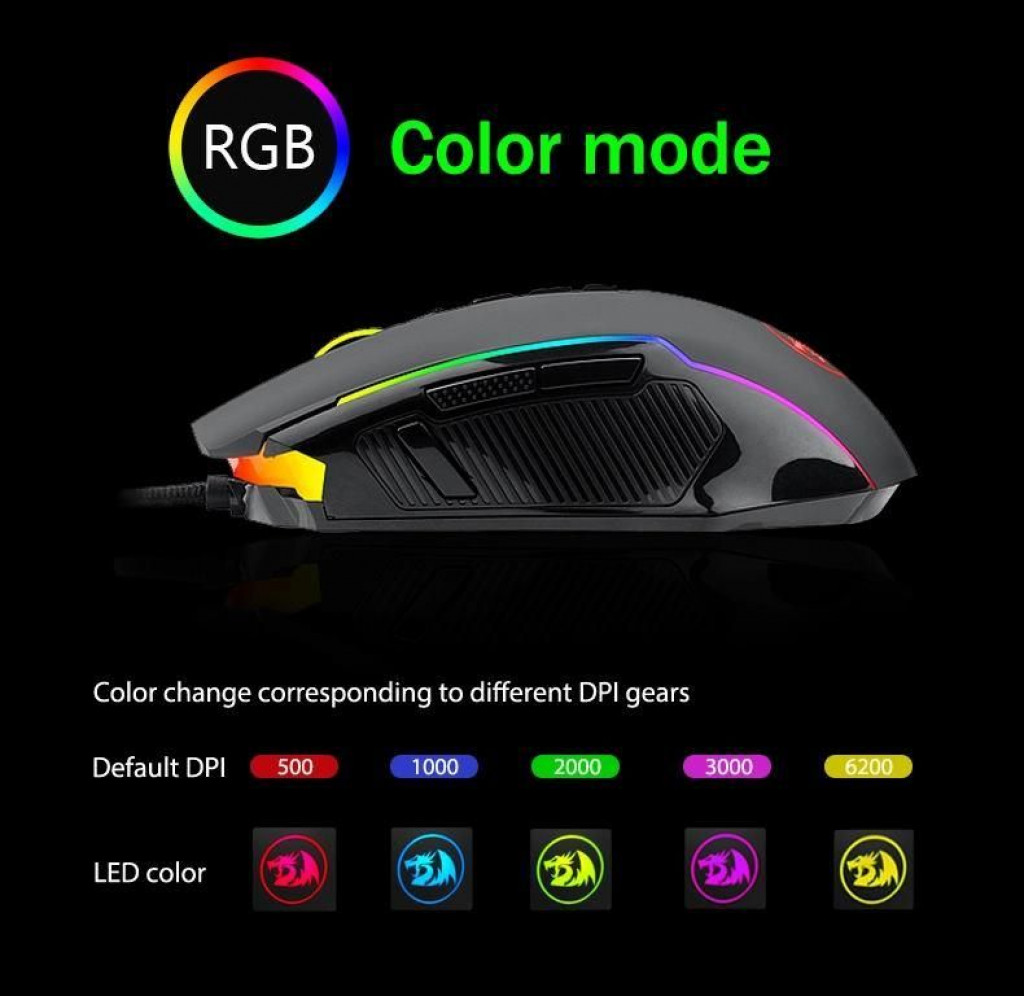 RGB
Color mode
Color change corresponding to different DPI gears
Default DPI 500 1000 2000 3000 6200
LED color